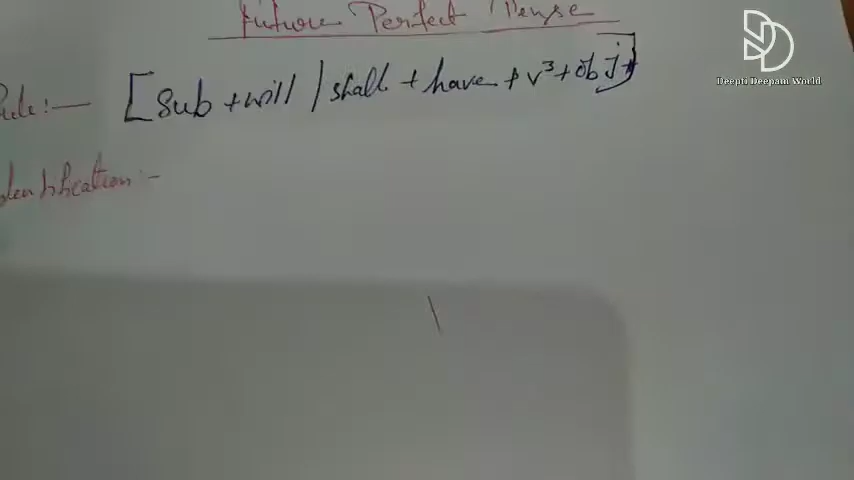 Future Perfect Tense
Rule:- [Sub + will / shall + have + v³ + obj]
Identification:-
Deepti Deepam World